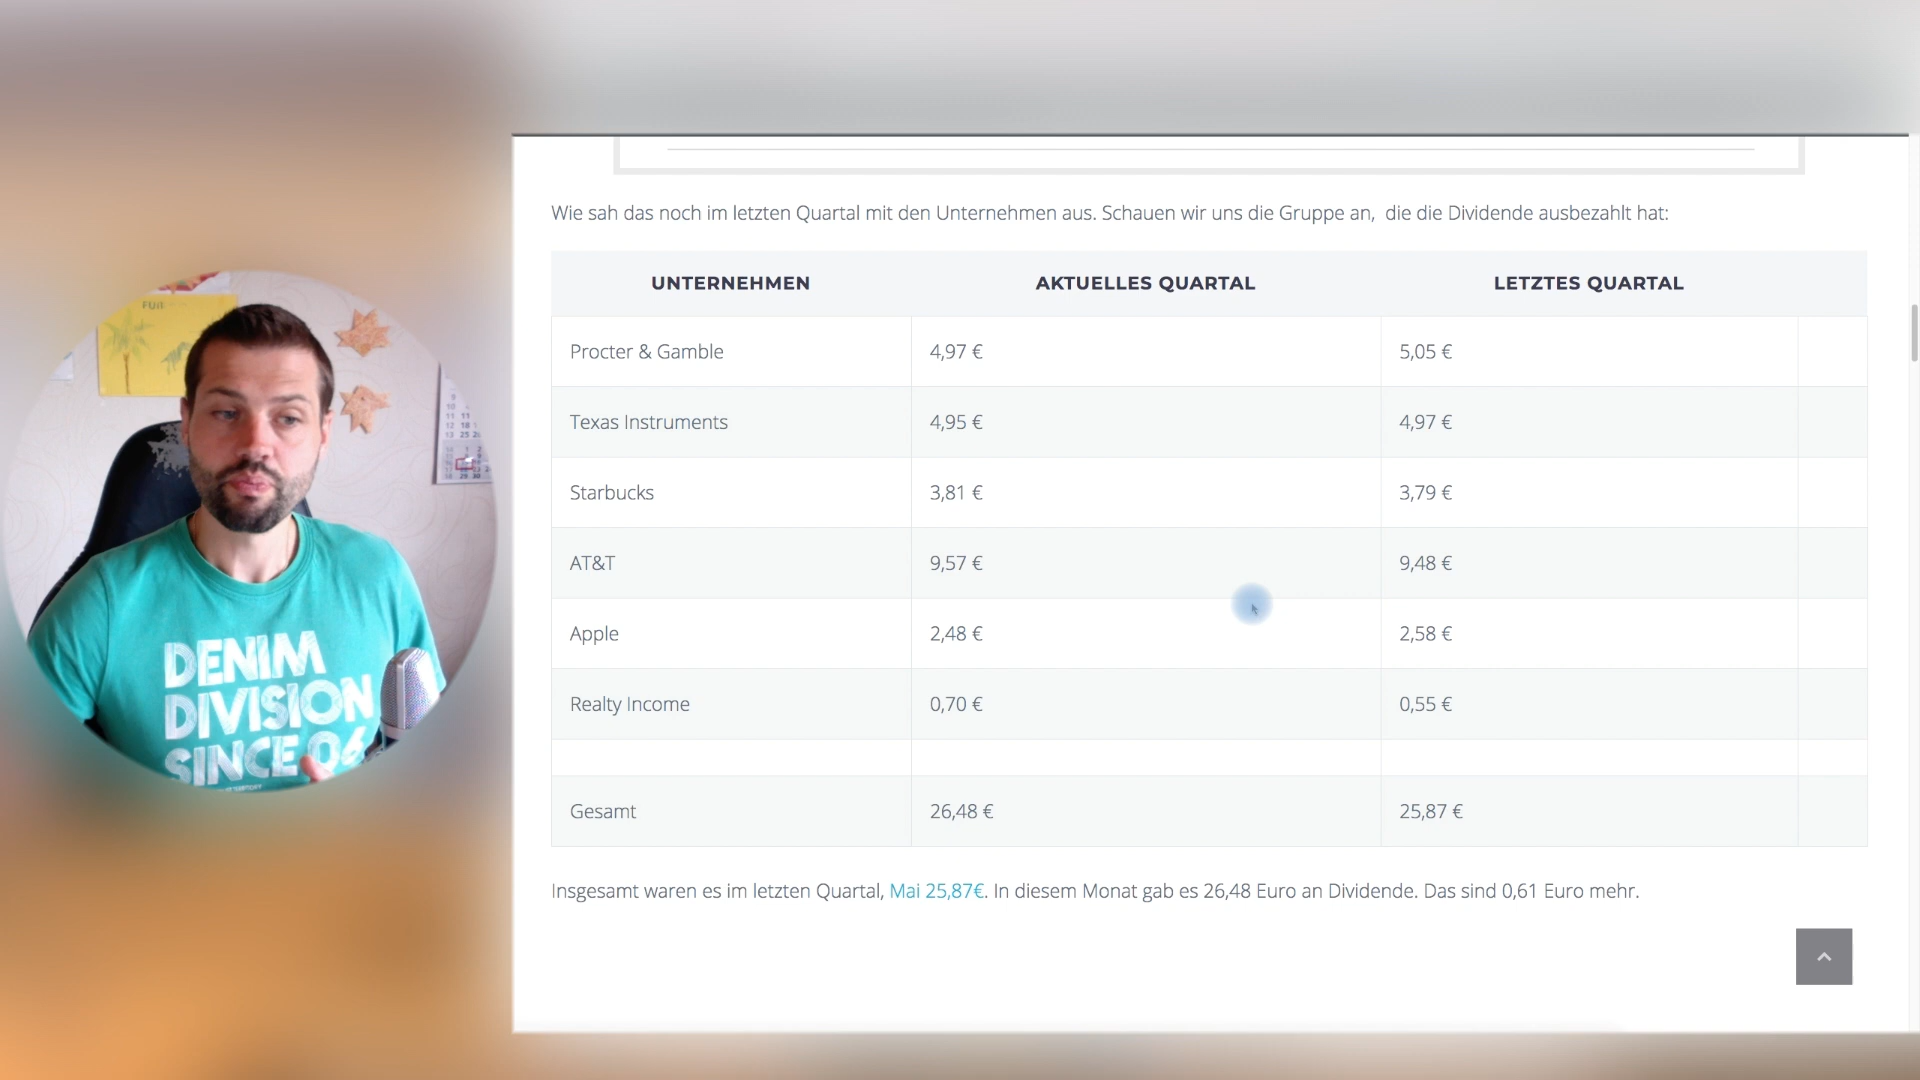 Wie sah das noch im letzten Quartal mit den Unternehmen aus. Schauen wir uns die Gruppe an,  die die Dividende ausbezahlt hat:
UNTERNEHMEN AKTUELLES QUARTAL LETZTES QUARTAL
Procter & Gamble 4,97 € 5,05 €
Texas Instruments 4,95 € 4,97 €
Starbucks 3,81 € 3,79 €
AT&T 9,57 € 9,48 €
Apple 2,48 € 2,58 €
Realty Income 0,70 € 0,55 €
Gesamt 26,48 € 25,87 €
Insgesamt waren es im letzten Quartal, Mai 25,87€. In diesem Monat gab es 26,48 Euro an Dividende. Das sind 0,61 Euro mehr.
DENIM
DIVISION
SINCE 06